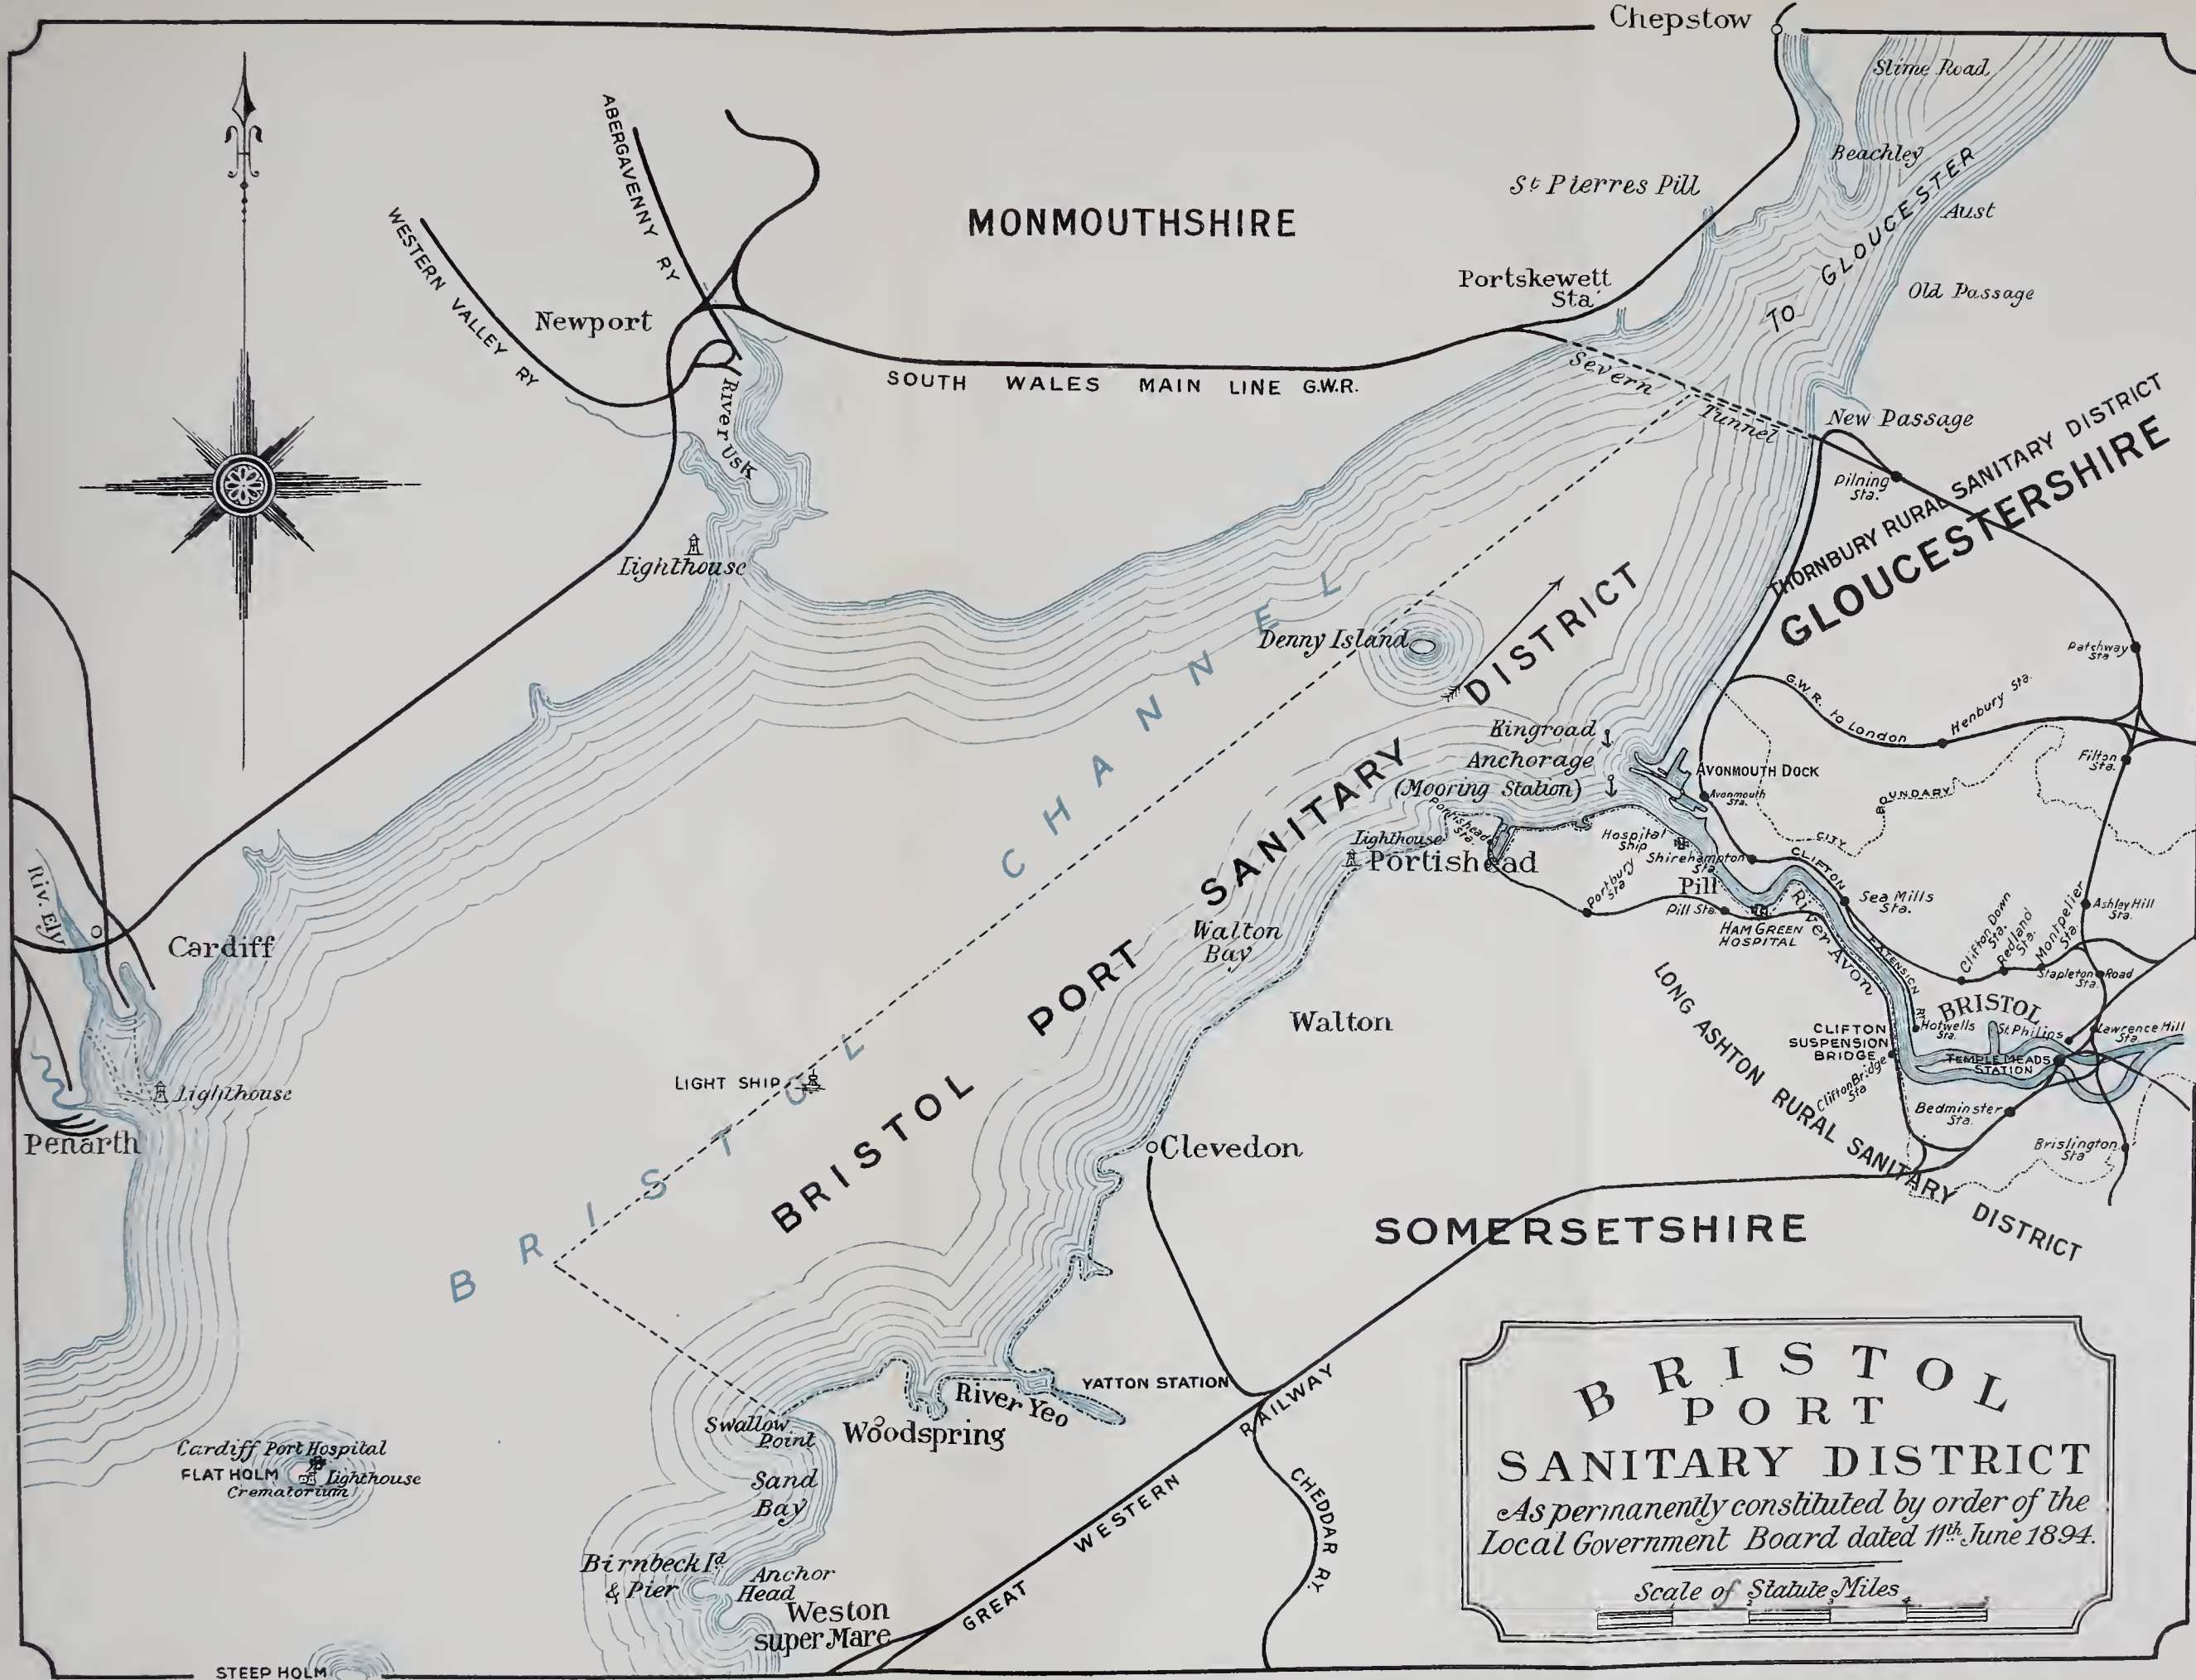 Chepstow
Slime Road
ABERGAVENNY RY
Beachley
St Pierres Pill
TO GLOUCESTER
Aust
WESTERN VALLEY RY
MONMOUTHSHIRE
Portskewett
Sta.
Old Passage
Newport
SOUTH WALES MAIN LINE G.W.R.
Severn Tunnel
River Usk
New Passage
Pilning
Sta.
THORNBURY RURAL SANITARY DISTRICT
GLOUCESTERSHIRE
Lighthouse
BRISTOL CHANNEL
Denny Island
BRISTOL PORT SANITARY DISTRICT
Patchway
Sta
G.W.R. to London
Henbury Sta.
Kingroad
Anchorage
(Mooring Station)
AVONMOUTH DOCK
Avonmouth
Sta.
Filton
Sta.
CITY BOUNDARY
Portishead
Sta.
Lighthouse
Portishead
Hospital
Ship
Shirehampton
Sta.
CLIFTON EXTENSION RY
Portbury
Sta
Pill
Pill Sta.
HAM GREEN
HOSPITAL
River Avon
Sea Mills
Sta.
Clifton Down
Sta.
Redland
Sta.
Montpelier
Sta.
Ashley Hill
Sta.
Stapleton Road
Sta.
Riv. Ely
Cardiff
Walton
Bay
Walton
LONG ASHTON RURAL SANITARY DISTRICT
BRISTOL
CLIFTON
SUSPENSION
BRIDGE
Hotwells
Sta.
St Philips
Lawrence Hill
Sta.
TEMPLE MEADS
STATION
Clifton Bridge
Sta
Bedminster
Sta.
Brislington
Sta
LIGHT SHIP
Lighthouse
Penarth
Clevedon
SOMERSETSHIRE
YATTON STATION
River Yeo
Woodspring
Swallow
Point
Sand
Bay
Cardiff Port Hospital
FLAT HOLM
Lighthouse
Crematorium
Birnbeck Id
& Pier
Anchor
Head
Weston
super Mare
GREAT WESTERN RAILWAY
CHEDDAR RY.
STEEP HOLM
BRISTOL
PORT
SANITARY DISTRICT
As permanently constituted by order of the
Local Government Board dated 11th June 1894.
Scale of Statute Miles